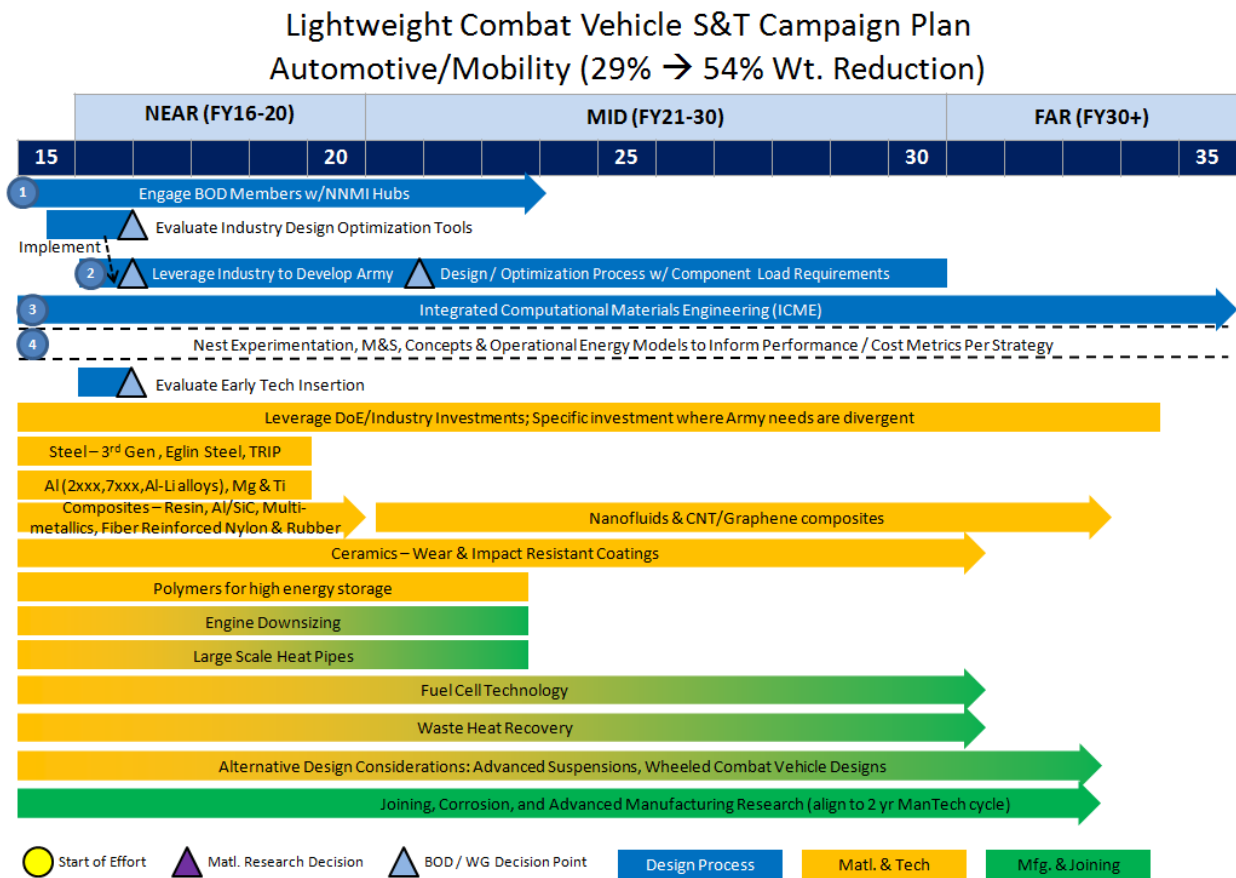 Lightweight Combat Vehicle S&T Campaign Plan
Automotive/Mobility (29% → 54% Wt. Reduction)
NEAR (FY16-20)
MID (FY21-30)
FAR (FY30+)
15
20
25
30
35
1
Engage BOD Members w/NNMI Hubs
Evaluate Industry Design Optimization Tools
Implement
2
Leverage Industry to Develop Army
Design / Optimization Process w/ Component Load Requirements
3
Integrated Computational Materials Engineering (ICME)
4
Nest Experimentation, M&S, Concepts & Operational Energy Models to Inform Performance / Cost Metrics Per Strategy
Evaluate Early Tech Insertion
Leverage DoE/Industry Investments; Specific investment where Army needs are divergent
Steel – 3rd Gen , Eglin Steel, TRIP
Al (2xxx,7xxx,Al-Li alloys), Mg & Ti
Composites – Resin, Al/SiC, Multi-
metallics, Fiber Reinforced Nylon & Rubber
Nanofluids & CNT/Graphene composites
Ceramics – Wear & Impact Resistant Coatings
Polymers for high energy storage
Engine Downsizing
Large Scale Heat Pipes
Fuel Cell Technology
Waste Heat Recovery
Alternative Design Considerations: Advanced Suspensions, Wheeled Combat Vehicle Designs
Joining, Corrosion, and Advanced Manufacturing Research (align to 2 yr ManTech cycle)
Start of Effort
Matl. Research Decision
BOD / WG Decision Point
Design Process
Matl. & Tech
Mfg. & Joining